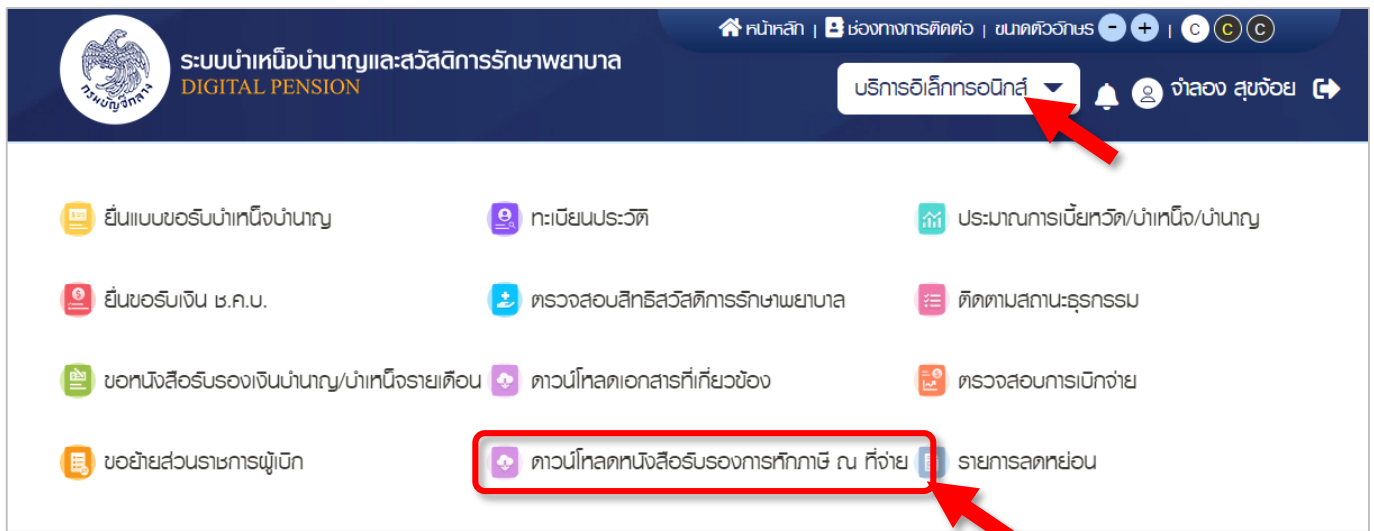 หน้าหลัก | ช่องทางการติดต่อ | ขนาดตัวอักษร - + | C C C
ระบบบำเหน็จบำนาญและสวัสดิการรักษาพยาบาล
DIGITAL PENSION
กรมบัญชีกลาง
บริการอิเล็กทรอนิกส์
จำลอง สุขจ้อย
ยื่นแบบขอรับบำเหน็จบำนาญ
ทะเบียนประวัติ
ประมาณการเบี้ยหวัด/บำเหน็จ/บำนาญ
ยื่นขอรับเงิน ช.ค.บ.
ตรวจสอบสิทธิสวัสดิการรักษาพยาบาล
ติดตามสถานะธุรกรรม
ขอหนังสือรับรองเงินบำนาญ/บำเหน็จรายเดือน
ดาวน์โหลดเอกสารที่เกี่ยวข้อง
ตรวจสอบการเบิกจ่าย
ขอย้ายส่วนราชการผู้เบิก
ดาวน์โหลดหนังสือรับรองการหักภาษี ณ ที่จ่าย
รายการลดหย่อน